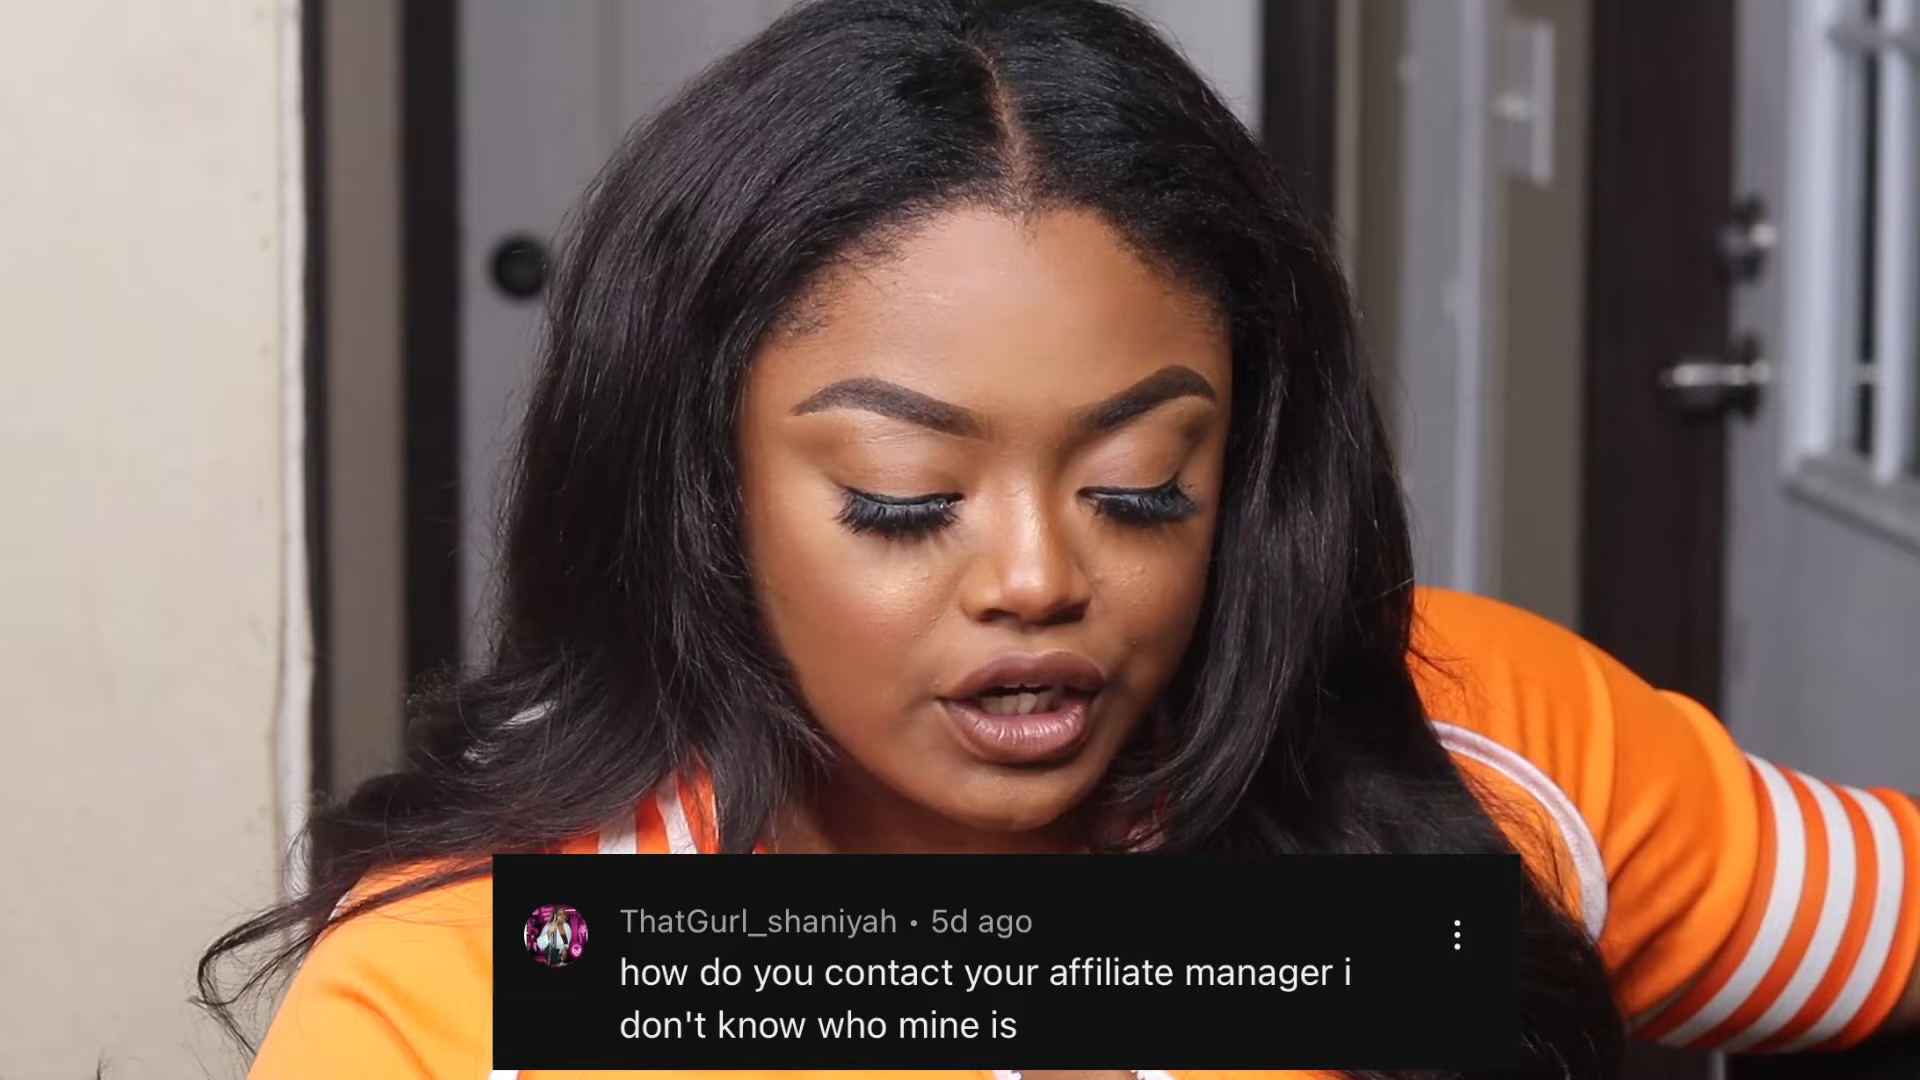 ThatGurl_shaniyah • 5d ago
how do you contact your affiliate manager i
don't know who mine is